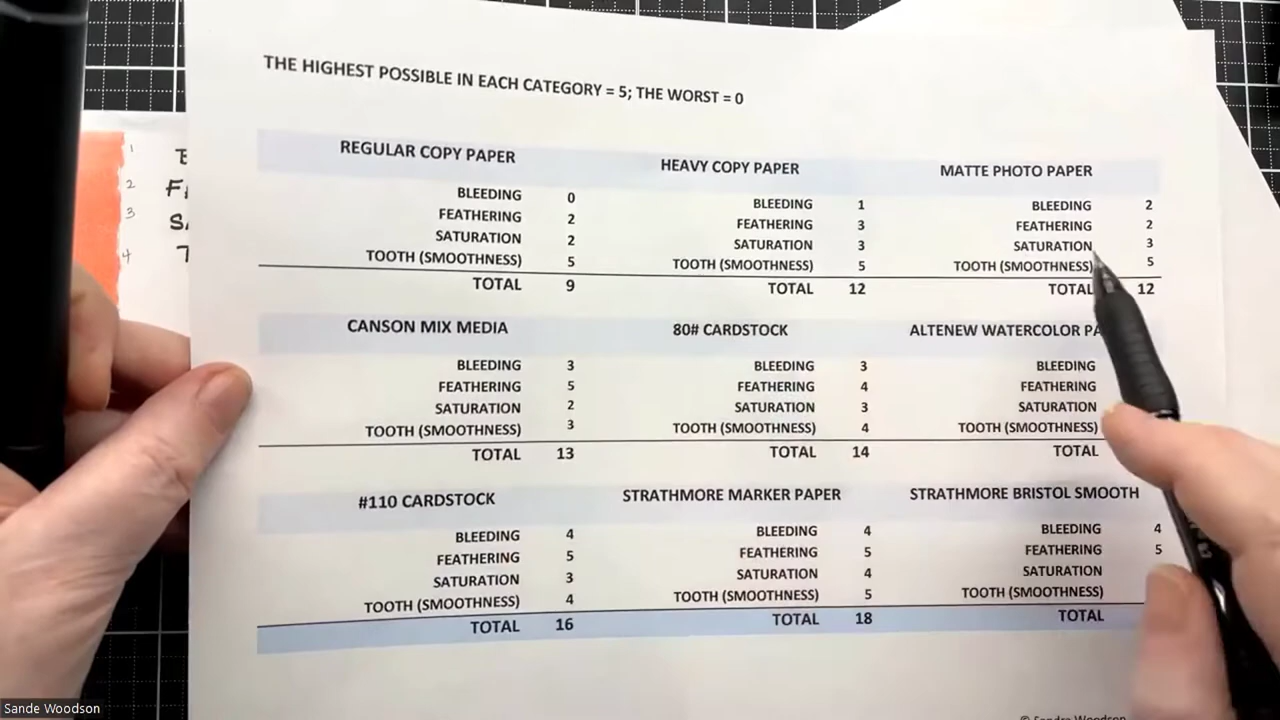 THE HIGHEST POSSIBLE IN EACH CATEGORY = 5; THE WORST = 0
REGULAR COPY PAPER
BLEEDING 0
FEATHERING 2
SATURATION 2
TOOTH (SMOOTHNESS) 5
TOTAL 9
HEAVY COPY PAPER
BLEEDING 1
FEATHERING 3
SATURATION 3
TOOTH (SMOOTHNESS) 5
TOTAL 12
MATTE PHOTO PAPER
BLEEDING 2
FEATHERING 2
SATURATION 3
TOOTH (SMOOTHNESS) 5
TOTAL 12
CANSON MIX MEDIA
BLEEDING 3
FEATHERING 5
SATURATION 2
TOOTH (SMOOTHNESS) 3
TOTAL 13
80# CARDSTOCK
BLEEDING 3
FEATHERING 4
SATURATION 3
TOOTH (SMOOTHNESS) 4
TOTAL 14
ALTENEW WATERCOLOR PA
BLEEDING
FEATHERING
SATURATION
TOOTH (SMOOTHNESS)
TOTAL
#110 CARDSTOCK
BLEEDING 4
FEATHERING 5
SATURATION 3
TOOTH (SMOOTHNESS) 4
TOTAL 16
STRATHMORE MARKER PAPER
BLEEDING 4
FEATHERING 5
SATURATION 4
TOOTH (SMOOTHNESS) 5
TOTAL 18
STRATHMORE BRISTOL SMOOTH
BLEEDING 4
FEATHERING 5
SATURATION
TOOTH (SMOOTHNESS)
TOTAL
1
2 F
3 S
4 T
Sande Woodson